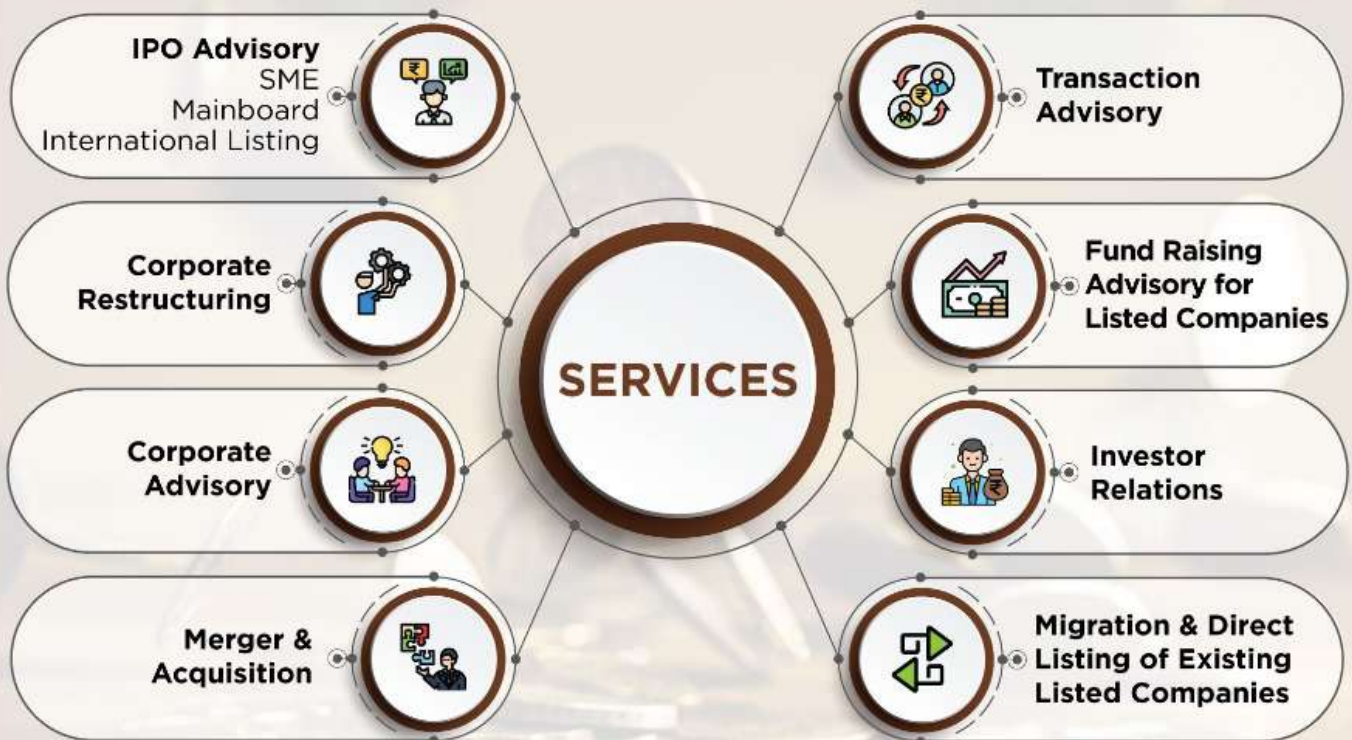 IPO Advisory
SME
Mainboard
International Listing
Corporate
Restructuring
Corporate
Advisory
Merger &
Acquisition
SERVICES
Transaction
Advisory
Fund Raising
Advisory for
Listed Companies
Investor
Relations
Migration & Direct
Listing of Existing
Listed Companies